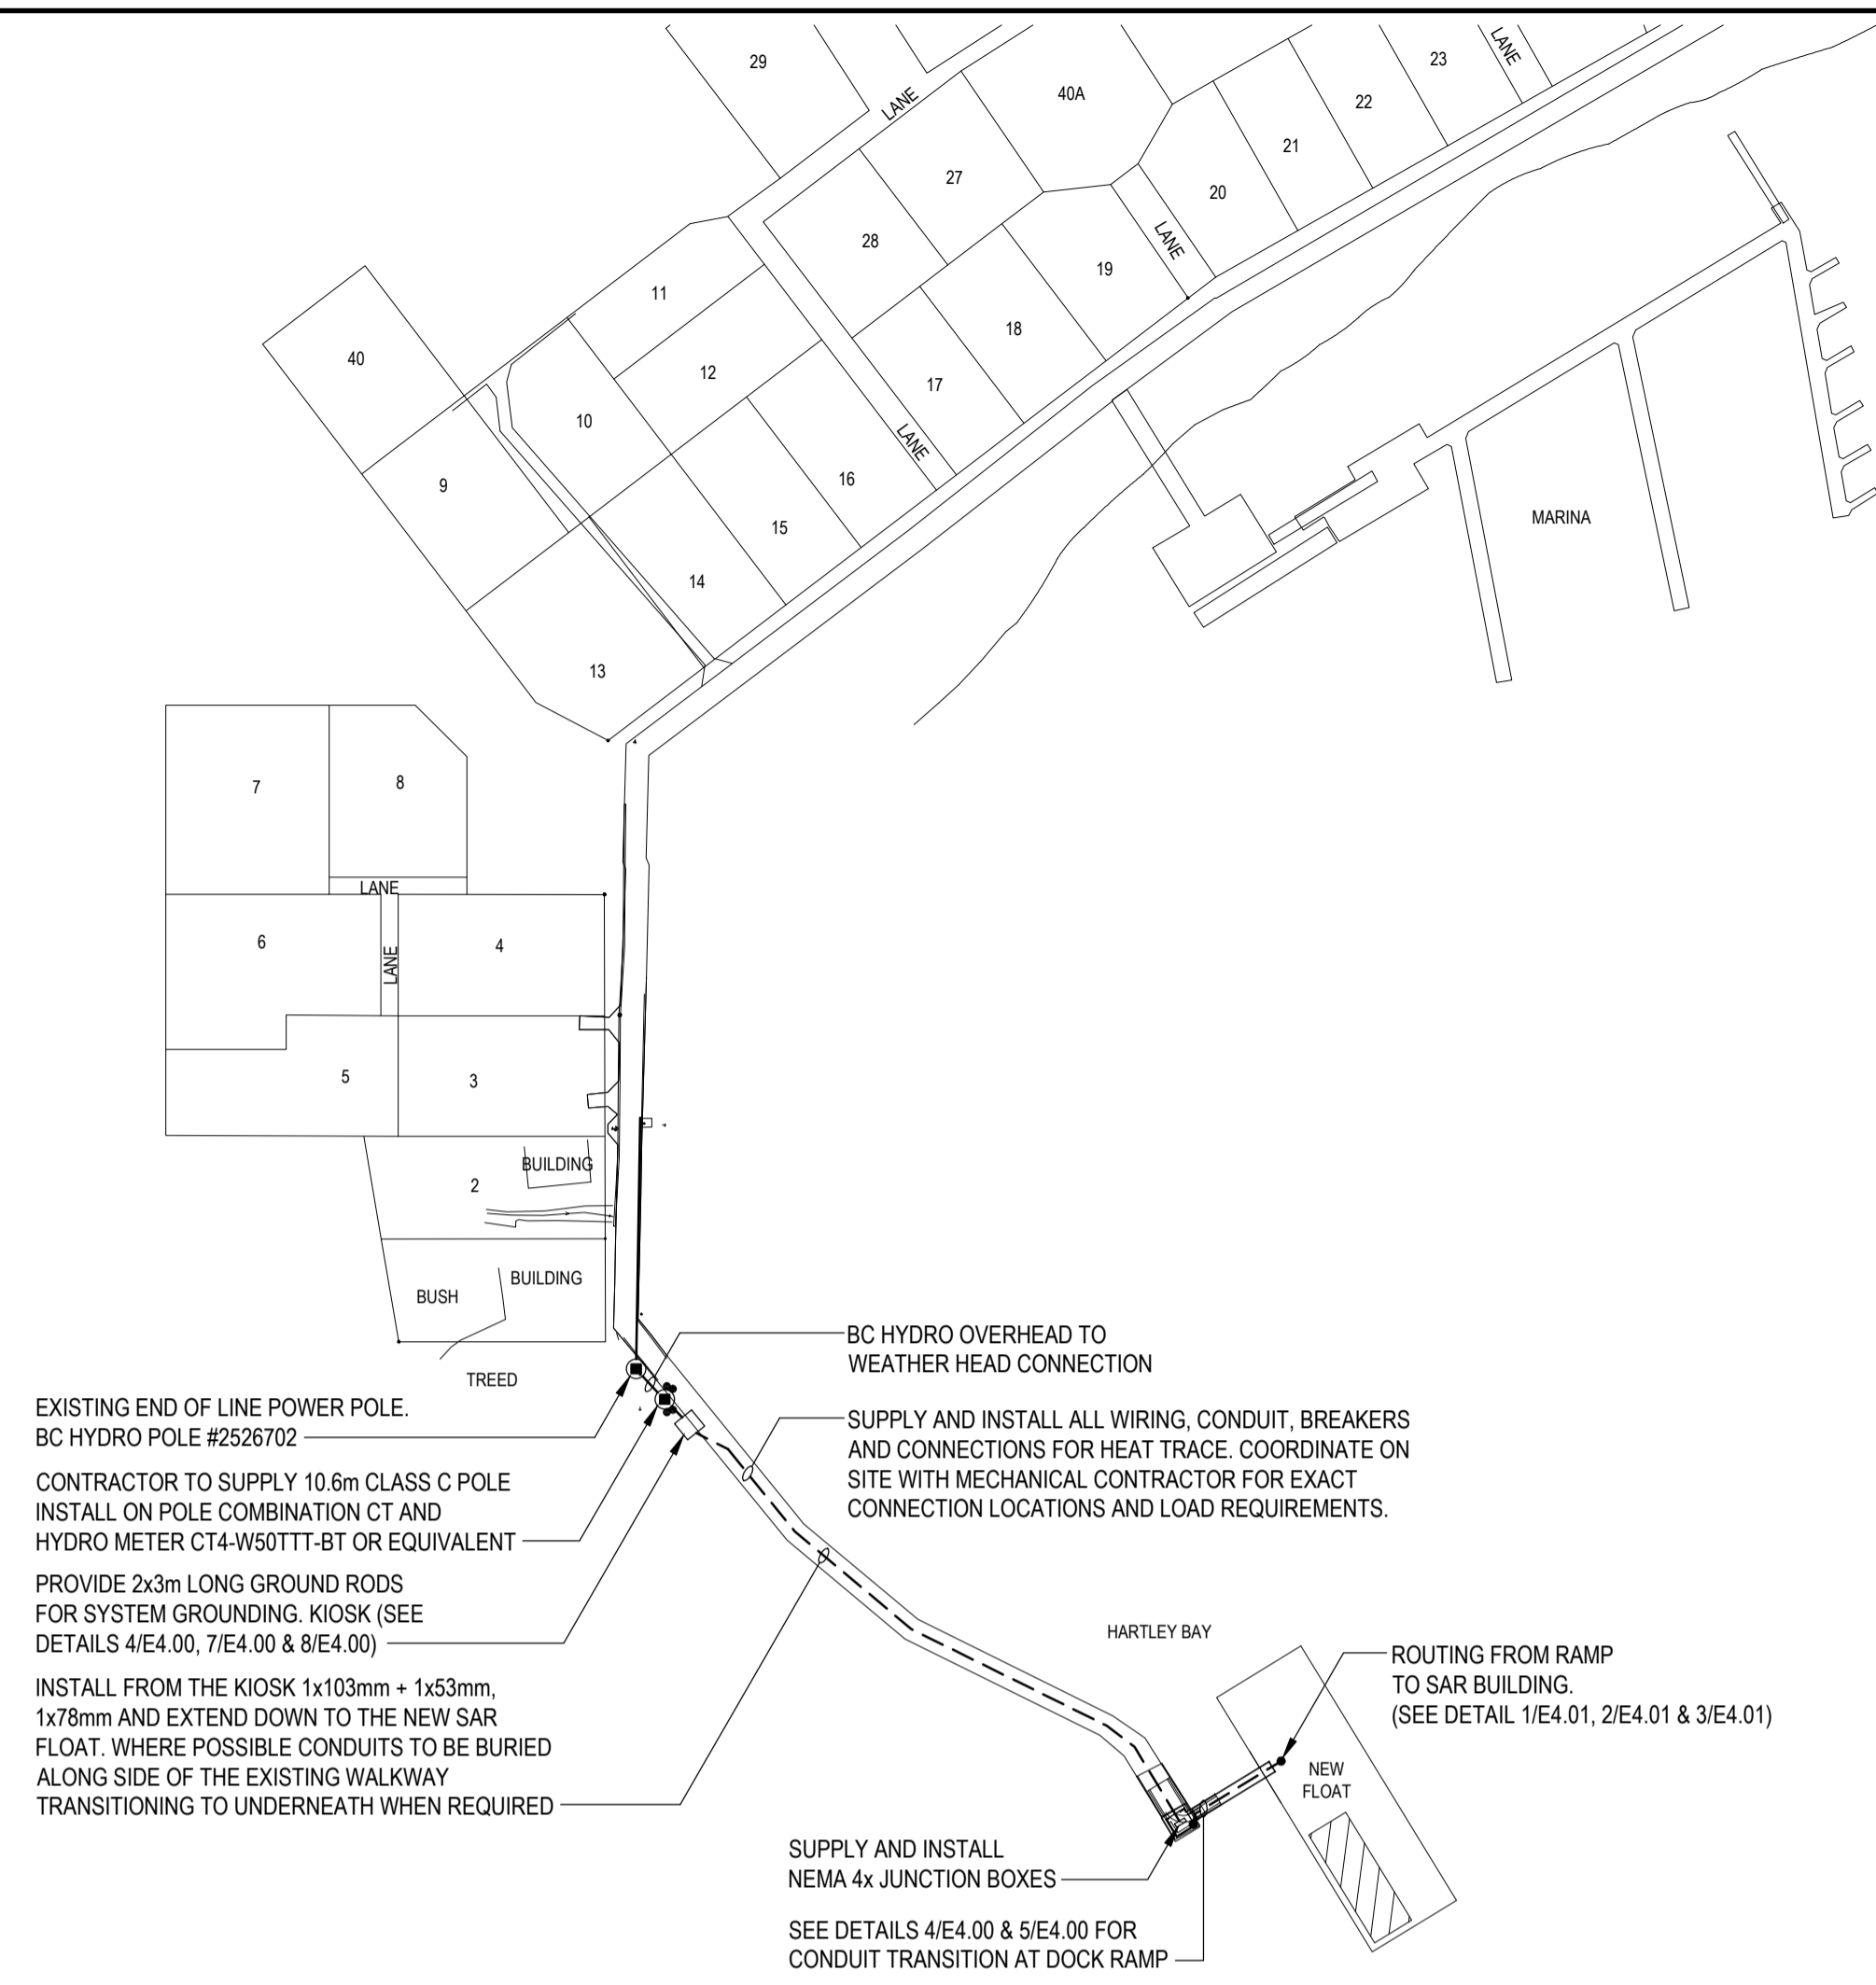 29
LANE
40A
23
LANE
22
21
20
27
28
LANE
19
18
17
11
12
40
10
9
LANE
16
15
14
13
MARINA
7
8
LANE
6
LANE
4
5
3
BUILDING
2
BUILDING
BUSH
TREED
BC HYDRO OVERHEAD TO
WEATHER HEAD CONNECTION
EXISTING END OF LINE POWER POLE.
BC HYDRO POLE #2526702
SUPPLY AND INSTALL ALL WIRING, CONDUIT, BREAKERS
AND CONNECTIONS FOR HEAT TRACE. COORDINATE ON
SITE WITH MECHANICAL CONTRACTOR FOR EXACT
CONNECTION LOCATIONS AND LOAD REQUIREMENTS.
CONTRACTOR TO SUPPLY 10.6m CLASS C POLE
INSTALL ON POLE COMBINATION CT AND
HYDRO METER CT4-W50TTT-BT OR EQUIVALENT
PROVIDE 2x3m LONG GROUND RODS
FOR SYSTEM GROUNDING. KIOSK (SEE
DETAILS 4/E4.00, 7/E4.00 & 8/E4.00)
INSTALL FROM THE KIOSK 1x103mm + 1x53mm,
1x78mm AND EXTEND DOWN TO THE NEW SAR
FLOAT. WHERE POSSIBLE CONDUITS TO BE BURIED
ALONG SIDE OF THE EXISTING WALKWAY
TRANSITIONING TO UNDERNEATH WHEN REQUIRED
HARTLEY BAY
ROUTING FROM RAMP
TO SAR BUILDING.
(SEE DETAIL 1/E4.01, 2/E4.01 & 3/E4.01)
NEW
FLOAT
SUPPLY AND INSTALL
NEMA 4x JUNCTION BOXES
SEE DETAILS 4/E4.00 & 5/E4.00 FOR
CONDUIT TRANSITION AT DOCK RAMP